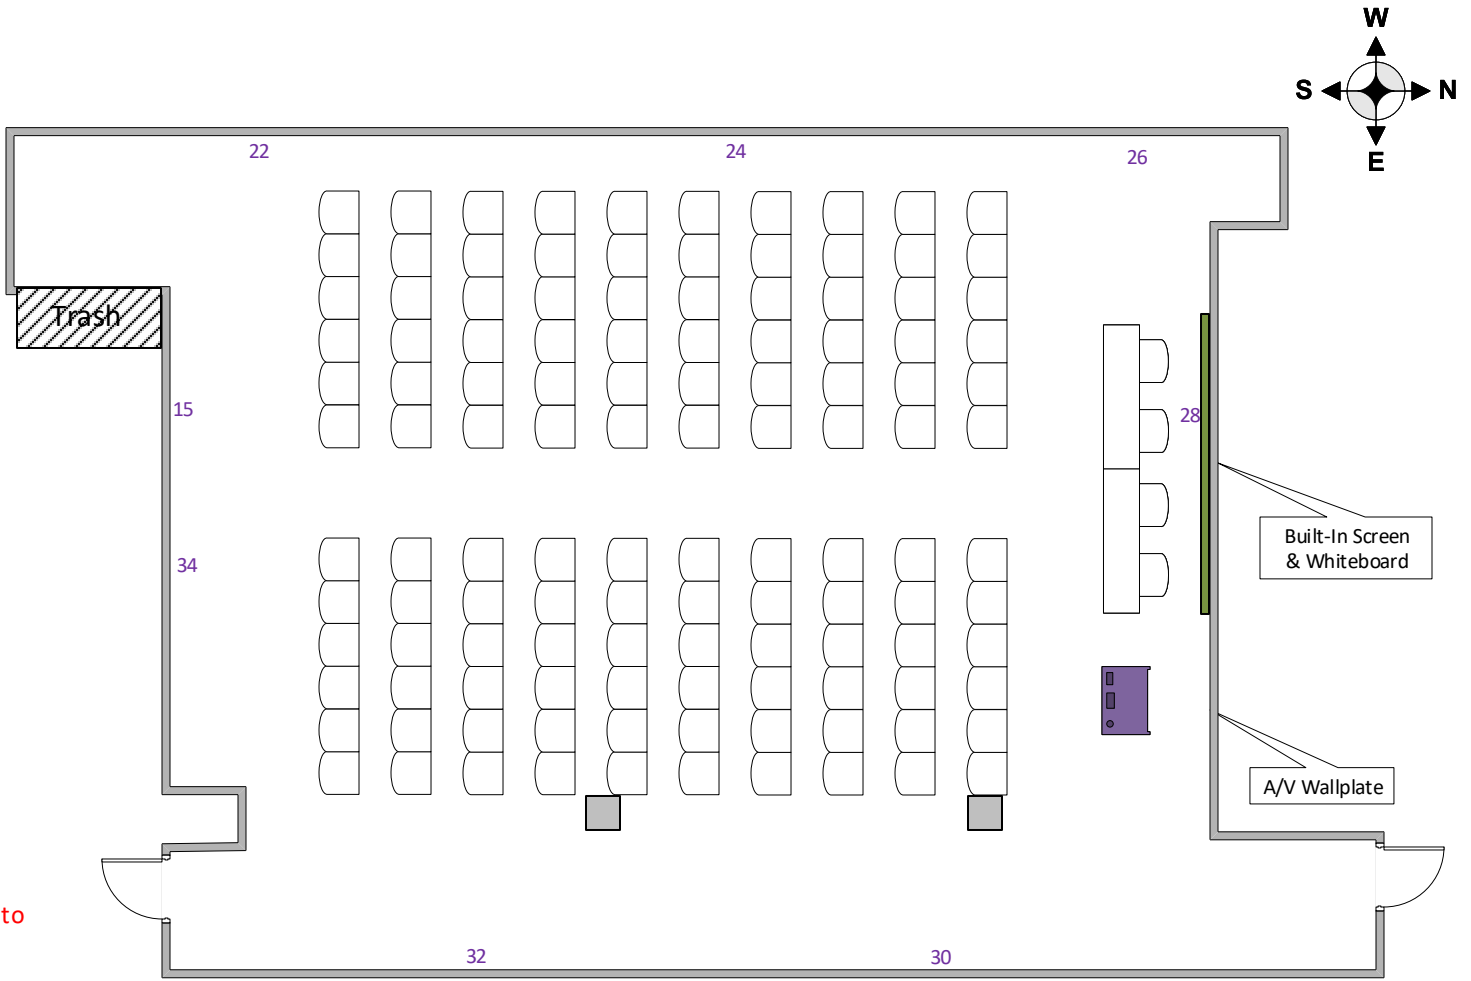 W
S N
E
22 24 26
Trash
15
28
Built-In Screen
& Whiteboard
34
A/V Wallplate
to
32 30